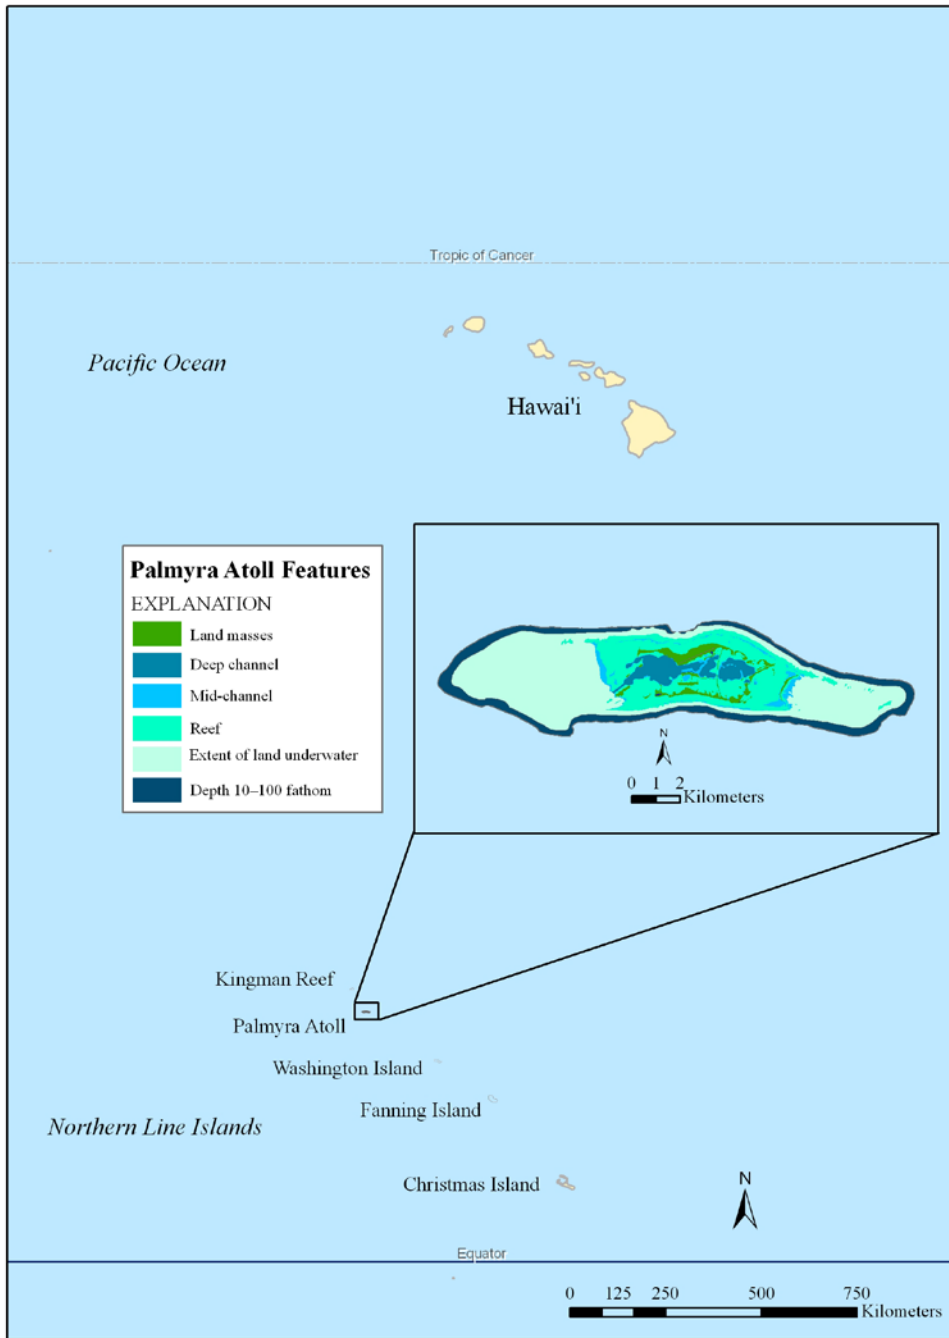 Tropic of Cancer
Pacific Ocean
Hawai'i
Palmyra Atoll Features
EXPLANATION
Land masses
Deep channel
Mid-channel
Reef
Extent of land underwater
Depth 10–100 fathom
N
0 1 2
Kilometers
Kingman Reef
Palmyra Atoll
Washington Island
Fanning Island
Northern Line Islands
Christmas Island
N
Equator
0 125 250 500 750
Kilometers